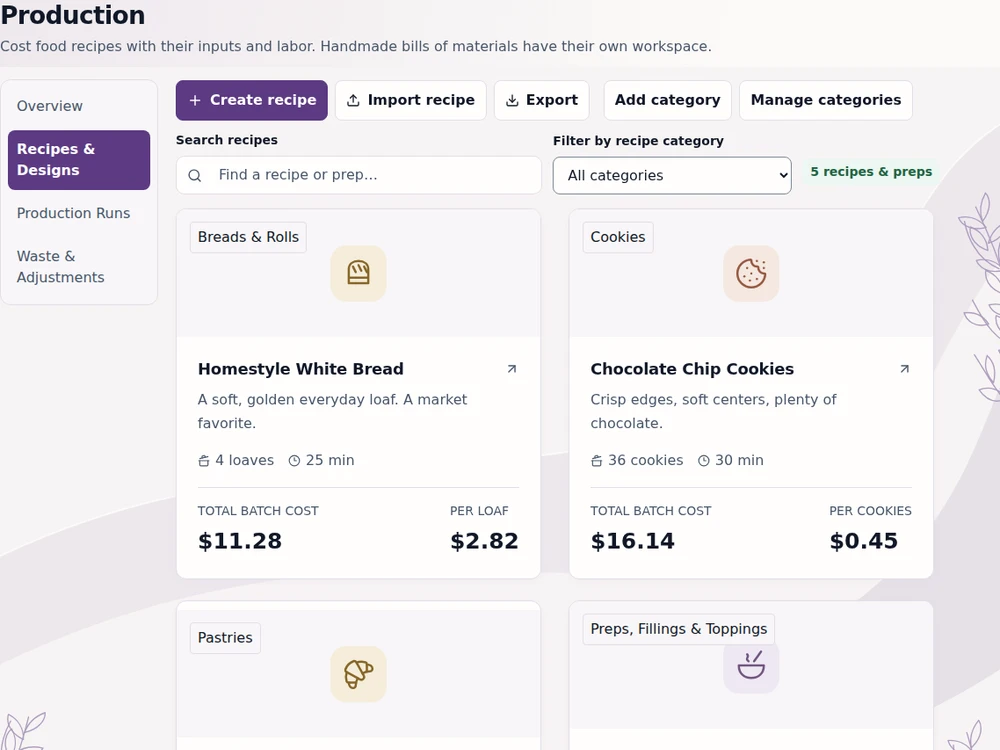 Production
Cost food recipes with their inputs and labor. Handmade bills of materials have their own workspace.
Overview
Recipes &
Designs
Production Runs
Waste &
Adjustments
Create recipe
Import recipe
Export
Add category
Manage categories
Search recipes
Find a recipe or prep...
Filter by recipe category
All categories
5 recipes & preps
Breads & Rolls
Homestyle White Bread
A soft, golden everyday loaf. A market
favorite.
4 loaves 25 min
TOTAL BATCH COST PER LOAF
$11.28 $2.82
Cookies
Chocolate Chip Cookies
Crisp edges, soft centers, plenty of
chocolate.
36 cookies 30 min
TOTAL BATCH COST PER COOKIES
$16.14 $0.45
Pastries
Preps, Fillings & Toppings